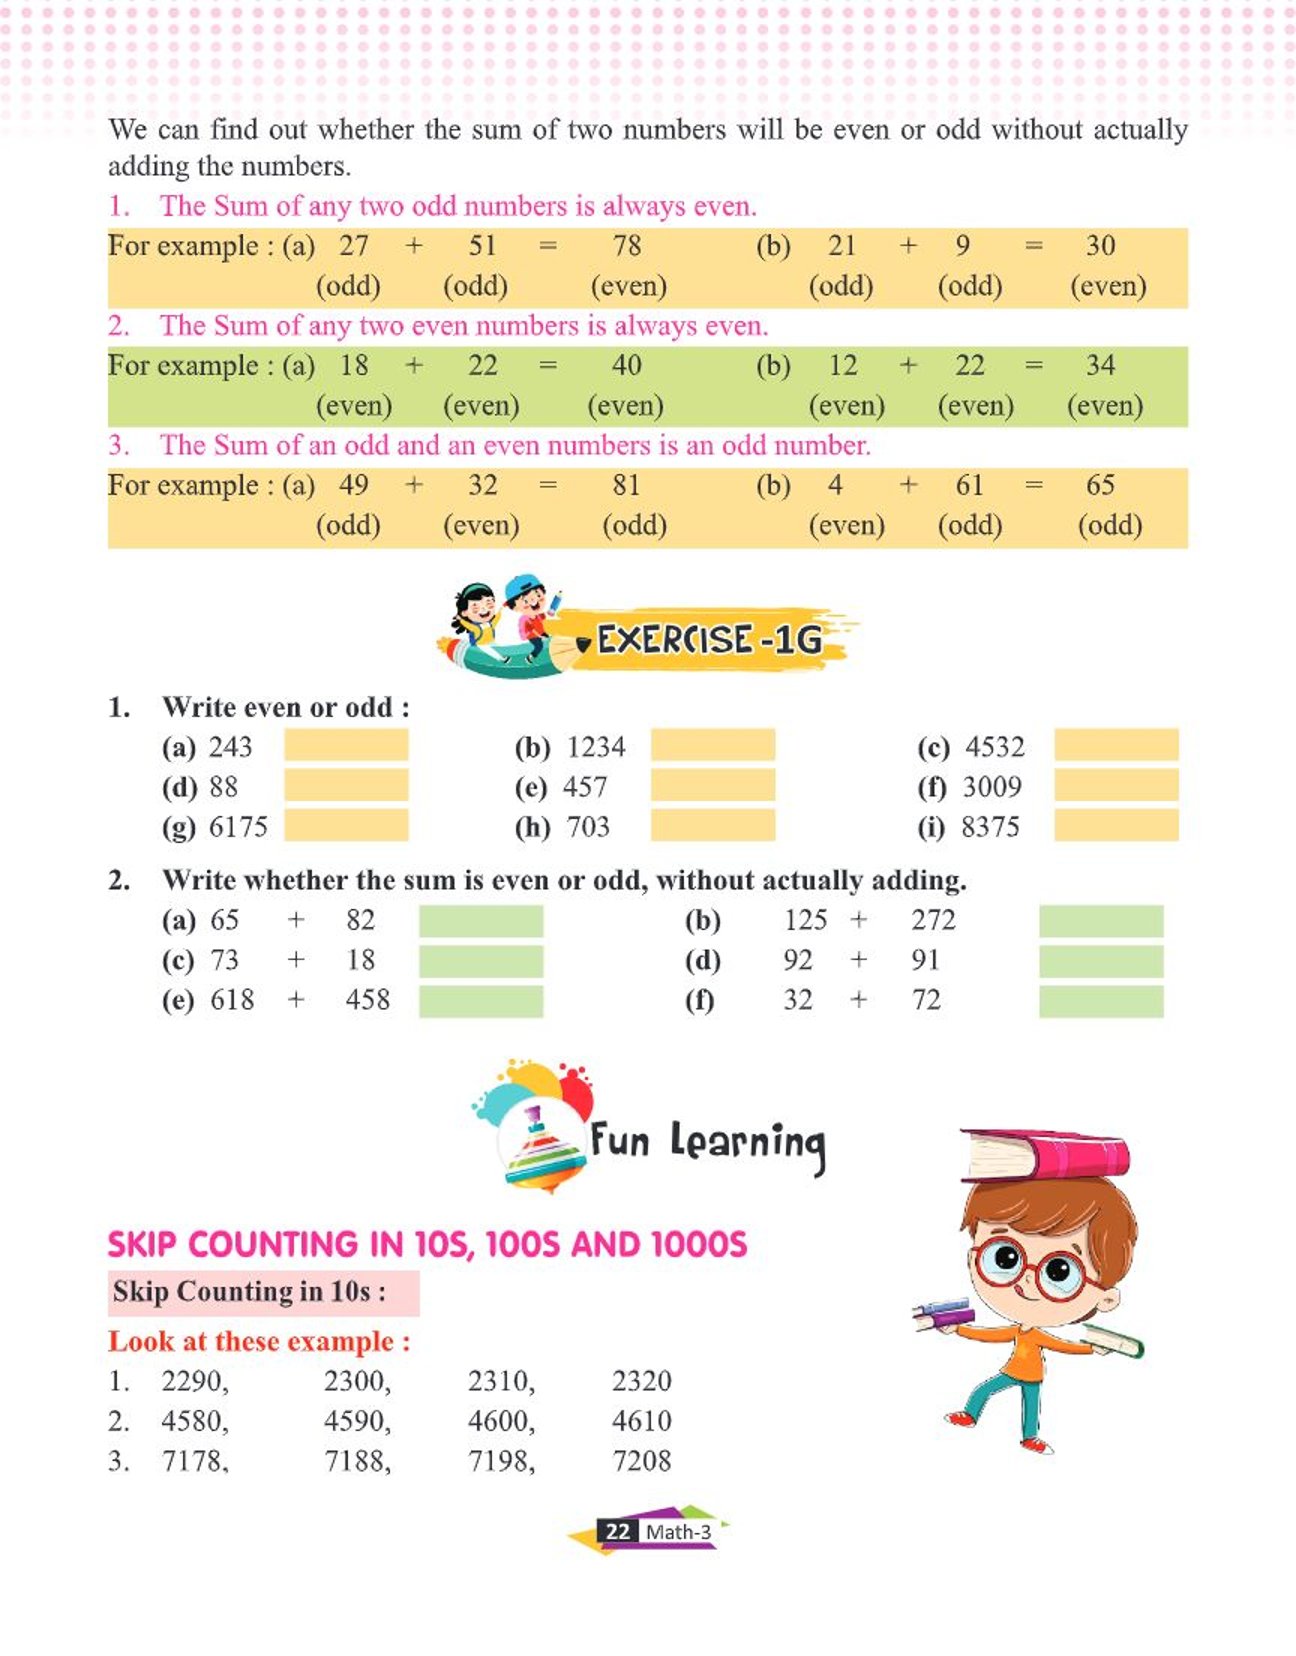 We can find out whether the sum of two numbers will be even or odd without actually
adding the numbers.
1. The Sum of any two odd numbers is always even.
For example : (a) 27 + 51 = 78 (b) 21 + 9 = 30
(odd) (odd) (even) (odd) (odd) (even)
2. The Sum of any two even numbers is always even.
For example : (a) 18 + 22 = 40 (b) 12 + 22 = 34
(even) (even) (even) (even) (even) (even)
3. The Sum of an odd and an even numbers is an odd number.
For example : (a) 49 + 32 = 81 (b) 4 + 61 = 65
(odd) (even) (odd) (even) (odd) (odd)
EXERCISE -1G
1. Write even or odd :
(a) 243 (b) 1234 (c) 4532
(d) 88 (e) 457 (f) 3009
(g) 6175 (h) 703 (i) 8375
2. Write whether the sum is even or odd, without actually adding.
(a) 65 + 82 (b) 125 + 272
(c) 73 + 18 (d) 92 + 91
(e) 618 + 458 (f) 32 + 72
Fun Learning
SKIP COUNTING IN 10S, 100S AND 1000S
Skip Counting in 10s :
Look at these example :
1. 2290, 2300, 2310, 2320
2. 4580, 4590, 4600, 4610
3. 7178, 7188, 7198, 7208
22 Math-3